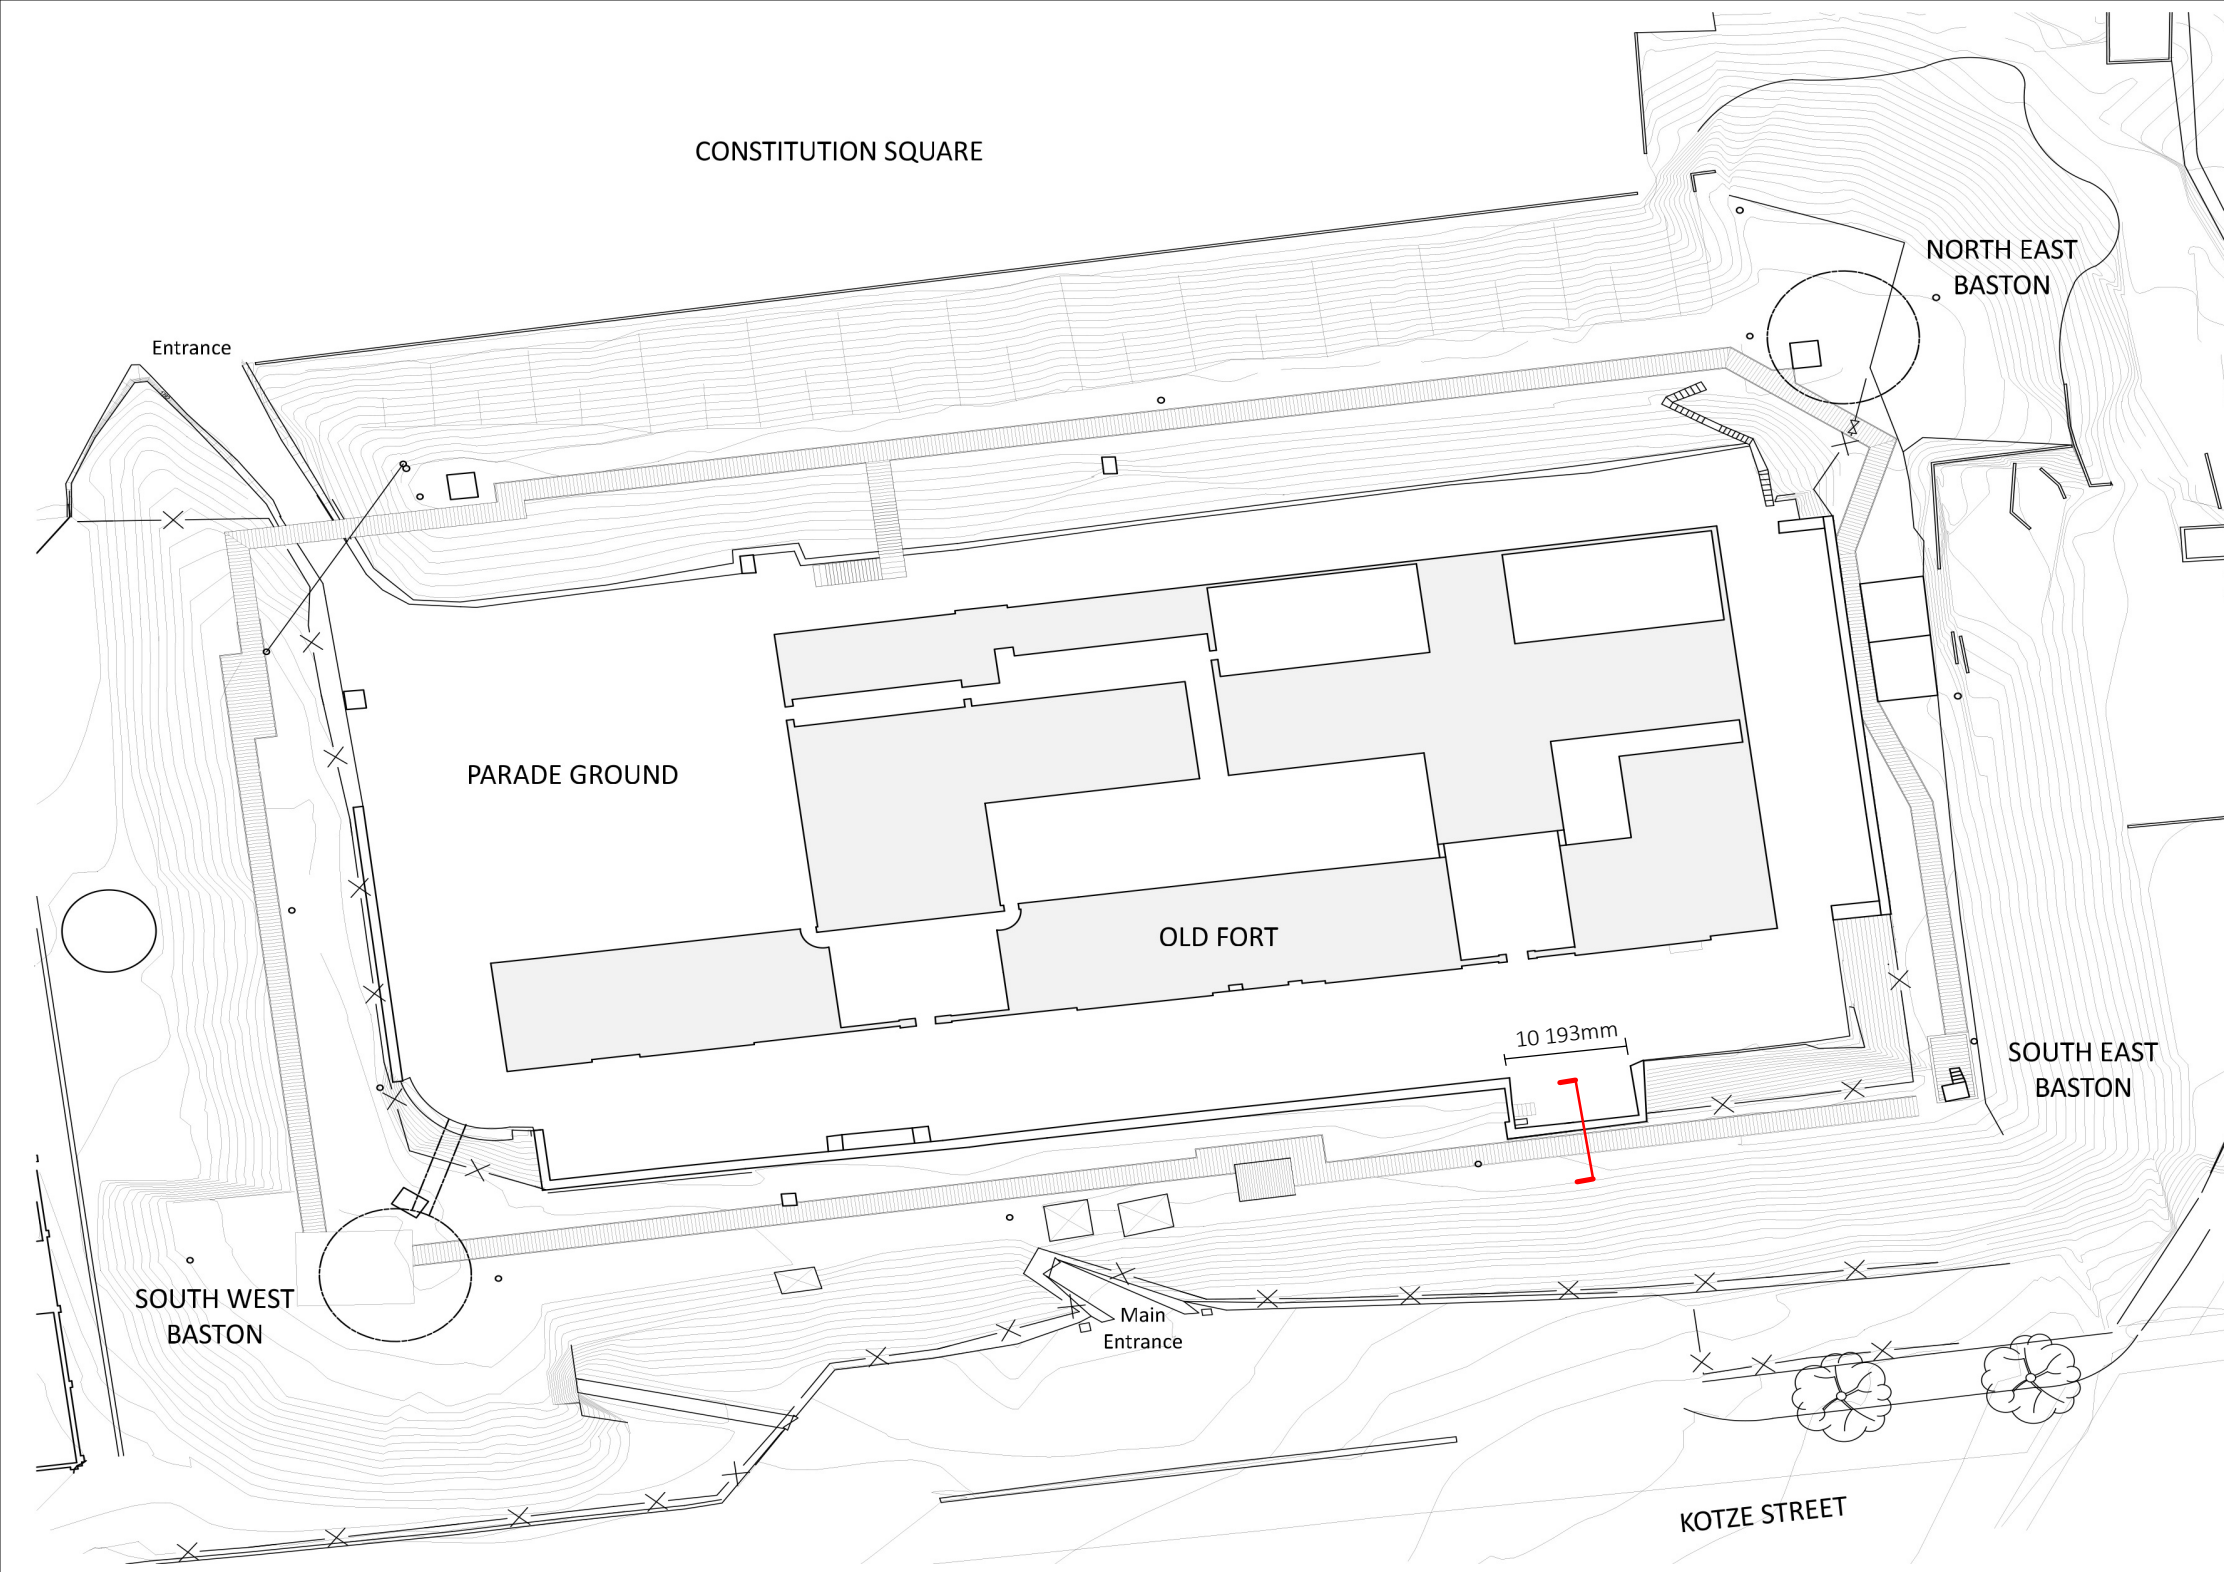 CONSTITUTION SQUARE
NORTH EAST
BASTON
Entrance
PARADE GROUND
OLD FORT
10 193mm
SOUTH EAST
BASTON
SOUTH WEST
BASTON
Main
Entrance
KOTZE STREET